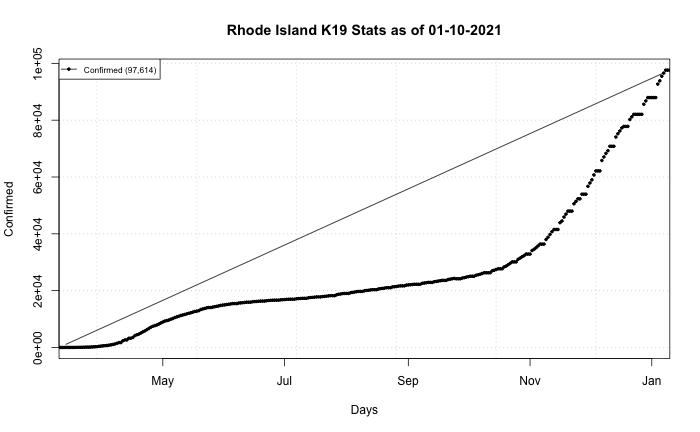 Rhode Island K19 Stats as of 01-10-2021
Confirmed (97,614)
1e+05
8e+04
6e+04
4e+04
2e+04
0e+00
Confirmed
May Jul Sep Nov Jan
Days